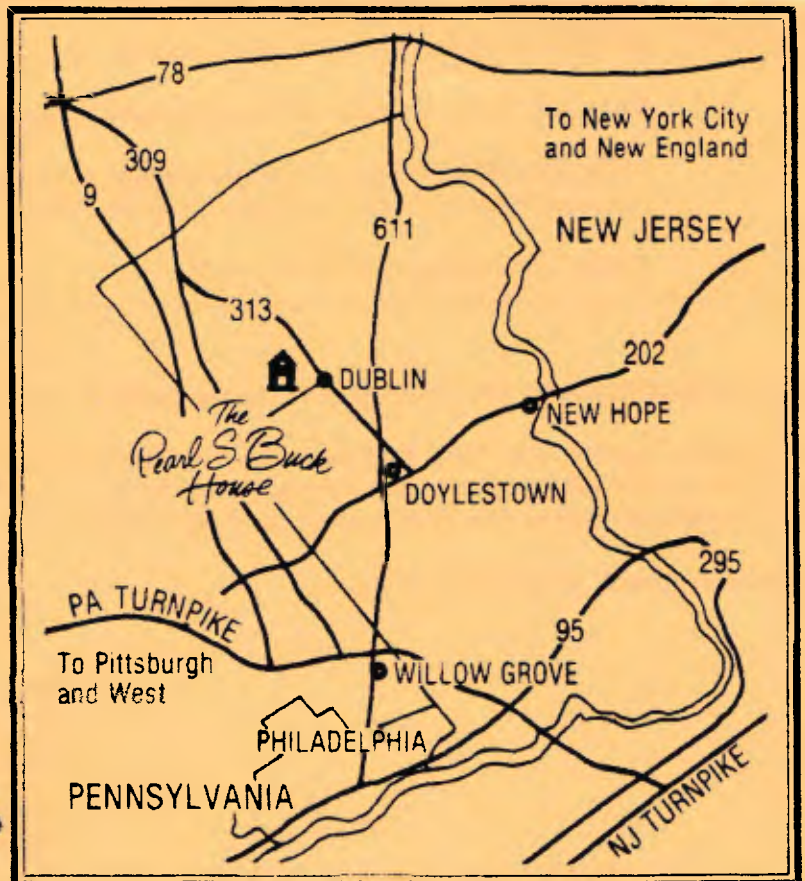 78
To New York City
and New England
309
9
611
NEW JERSEY
313
202
DUBLIN
The
Pearl S Buck
House
NEW HOPE
DOYLESTOWN
295
PA TURNPIKE
95
To Pittsburgh
and West
WILLOW GROVE
PHILADELPHIA
PENNSYLVANIA
NJ TURNPIKE